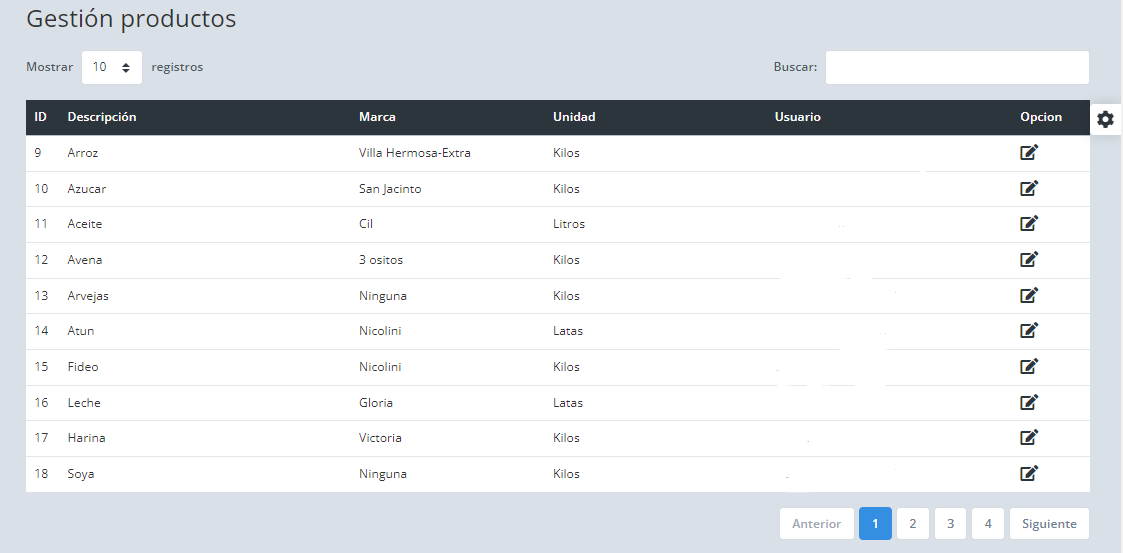 Gestión productos
Mostrar 10 registros Buscar:
ID Descripción Marca Unidad Usuario Opcion
9 Arroz Villa Hermosa-Extra Kilos
10 Azucar San Jacinto Kilos
11 Aceite Cil Litros
12 Avena 3 ositos Kilos
13 Arvejas Ninguna Kilos
14 Atun Nicolini Latas
15 Fideo Nicolini Kilos
16 Leche Gloria Latas
17 Harina Victoria Kilos
18 Soya Ninguna Kilos
Anterior 1 2 3 4 Siguiente